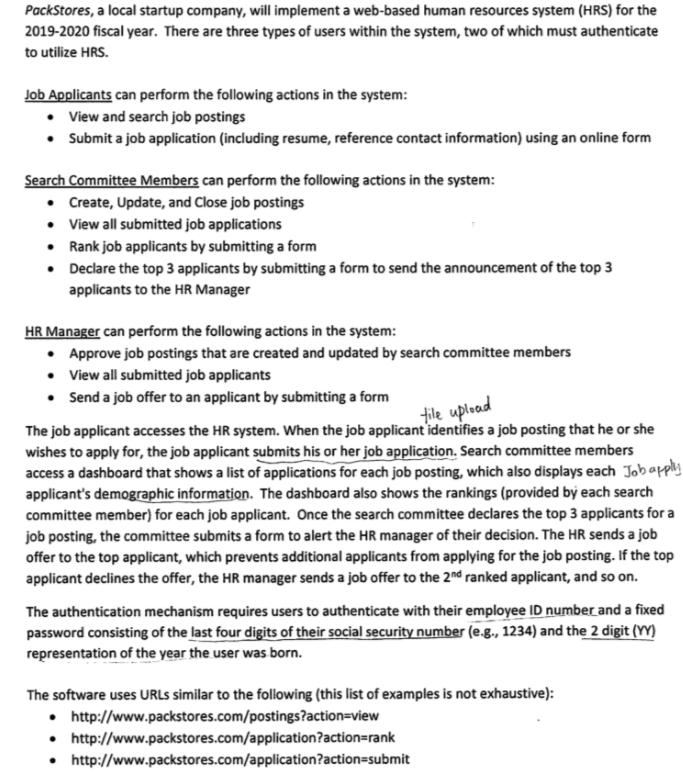 PackStores, a local startup company, will implement a web-based human resources system (HRS) for the
2019-2020 fiscal year. There are three types of users within the system, two of which must authenticate
to utilize HRS.
Job Applicants can perform the following actions in the system:
• View and search job postings
• Submit a job application (including resume, reference contact information) using an online form
Search Committee Members can perform the following actions in the system:
• Create, Update, and Close job postings
• View all submitted job applications
• Rank job applicants by submitting a form
• Declare the top 3 applicants by submitting a form to send the announcement of the top 3
applicants to the HR Manager
HR Manager can perform the following actions in the system:
• Approve job postings that are created and updated by search committee members
• View all submitted job applicants
• Send a job offer to an applicant by submitting a form
file upload
The job applicant accesses the HR system. When the job applicant identifies a job posting that he or she
wishes to apply for, the job applicant submits his or her job application. Search committee members
access a dashboard that shows a list of applications for each job posting, which also displays each Job apply
applicant's demographic information. The dashboard also shows the rankings (provided by each search
committee member) for each job applicant. Once the search committee declares the top 3 applicants for a
job posting, the committee submits a form to alert the HR manager of their decision. The HR sends a job
offer to the top applicant, which prevents additional applicants from applying for the job posting. If the top
applicant declines the offer, the HR manager sends a job offer to the 2nd ranked applicant, and so on.
The authentication mechanism requires users to authenticate with their employee ID number and a fixed
password consisting of the last four digits of their social security number (e.g., 1234) and the 2 digit (YY)
representation of the year the user was born.
The software uses URLs similar to the following (this list of examples is not exhaustive):
• http://www.packstores.com/postings?action=view
• http://www.packstores.com/application?action=rank
• http://www.packstores.com/application?action=submit